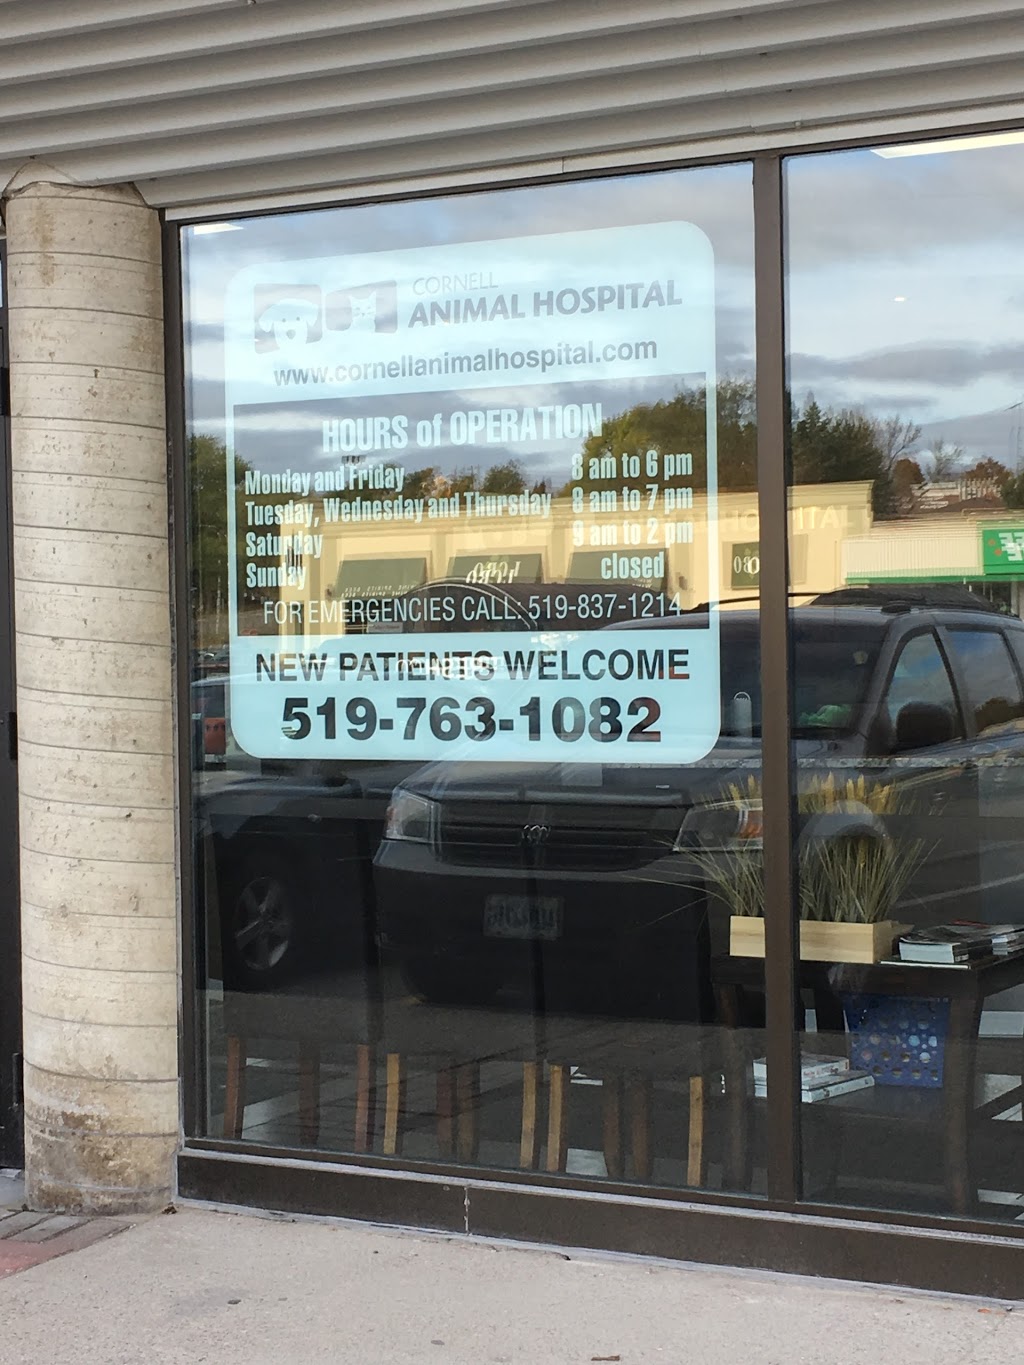 CORNELL
ANIMAL HOSPITAL
www.cornellanimalhospital.com
HOURS of OPERATION
Monday and Friday 8 am to 6 pm
Tuesday, Wednesday and Thursday 8 am to 7 pm
Saturday 9 am to 2 pm
Sunday closed
FOR EMERGENCIES CALL: 519-837-1214
NEW PATIENTS WELCOME
519-763-1082